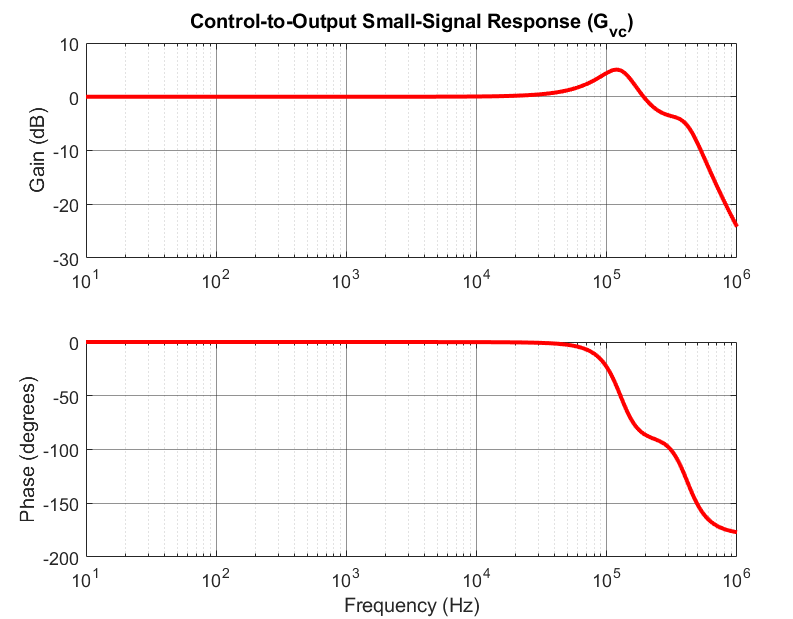 Control-to-Output Small-Signal Response (Gvc)
10
0
-10
-20
-30
Gain (dB)
10^1 10^2 10^3 10^4 10^5 10^6
0
-50
-100
-150
-200
Phase (degrees)
10^1 10^2 10^3 10^4 10^5 10^6
Frequency (Hz)